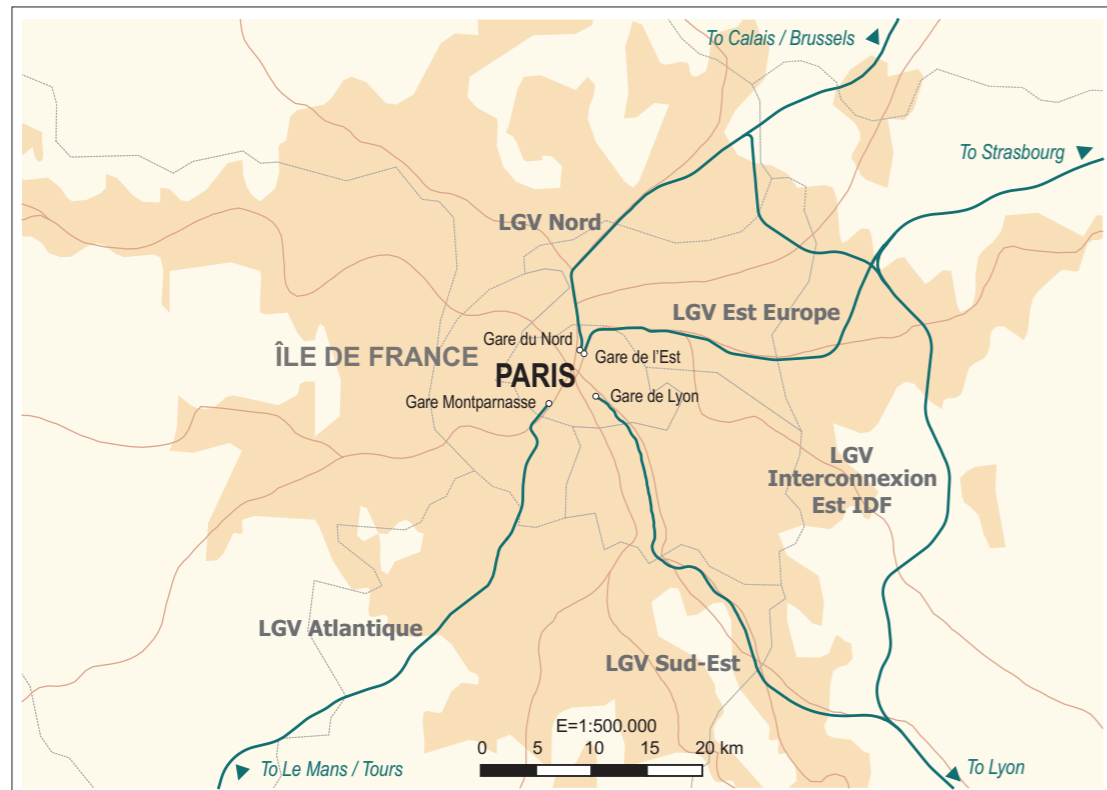 To Calais / Brussels
To Strasbourg
LGV Nord
LGV Est Europe
Gare du Nord
ÎLE DE FRANCE
Gare de l'Est
PARIS
Gare Montparnasse
Gare de Lyon
LGV
Interconnexion
Est IDF
LGV Atlantique
LGV Sud-Est
E=1:500.000
0 5 10 15 20 km
To Le Mans / Tours
To Lyon